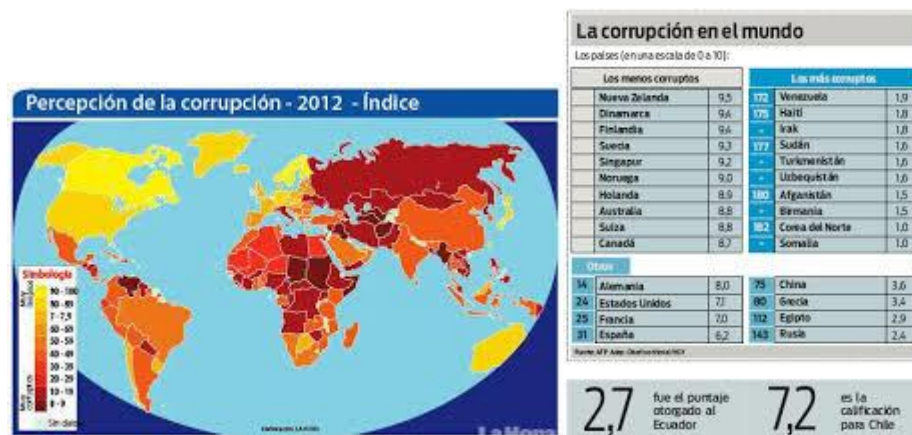 Percepción de la corrupción - 2012 - Índice
Simbología
90 - 100
80 - 89
7 - 7,9
60 - 69
50 - 59
40 - 49
30 - 39
20 - 29
10 - 19
0 - 9
Sin datos
La Hora
La corrupción en el mundo
Los países (en una escala de 0 a 10):
Los menos corruptos
Nueva Zelanda 9,5
Dinamarca 9,4
Finlandia 9,4
Suecia 9,3
Singapur 9,2
Noruega 9,0
Holanda 8,9
Australia 8,8
Suiza 8,8
Canadá 8,7
Los más corruptos
172 Venezuela 1,9
175 Haití 1,8
- Irak 1,8
177 Sudán 1,6
- Turkmenistán 1,6
- Uzbequistán 1,6
180 Afganistán 1,5
- Birmania 1,5
182 Corea del Norte 1,0
- Somalia 1,0
Otros
14 Alemania 8,0
24 Estados Unidos 7,1
25 Francia 7,0
31 España 6,2
75 China 3,6
80 Grecia 3,4
112 Egipto 2,9
143 Rusia 2,4
2,7
fue el puntaje
otorgado al
Ecuador
7,2
es la
calificación
para Chile